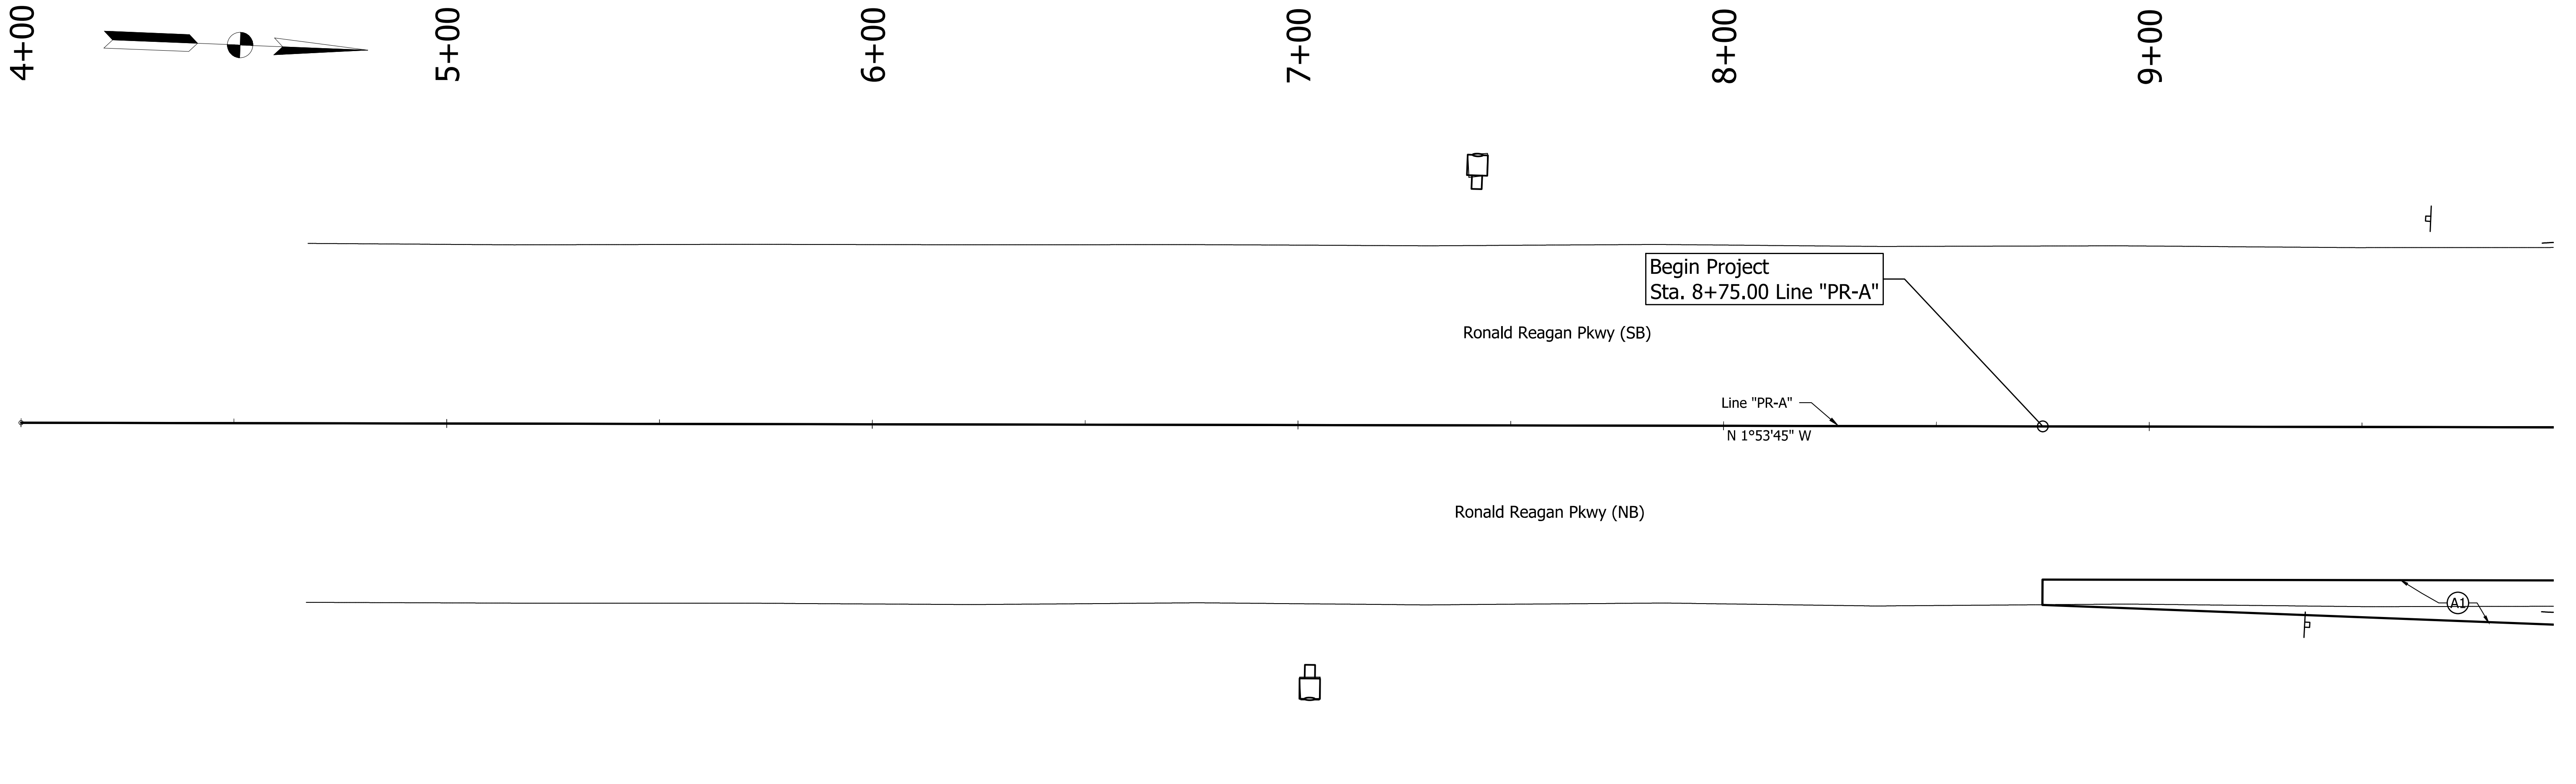 4+00
5+00
6+00
7+00
8+00
9+00
Begin Project
Sta. 8+75.00 Line "PR-A"
Ronald Reagan Pkwy (SB)
Line "PR-A"
N 1°53'45" W
Ronald Reagan Pkwy (NB)
A1